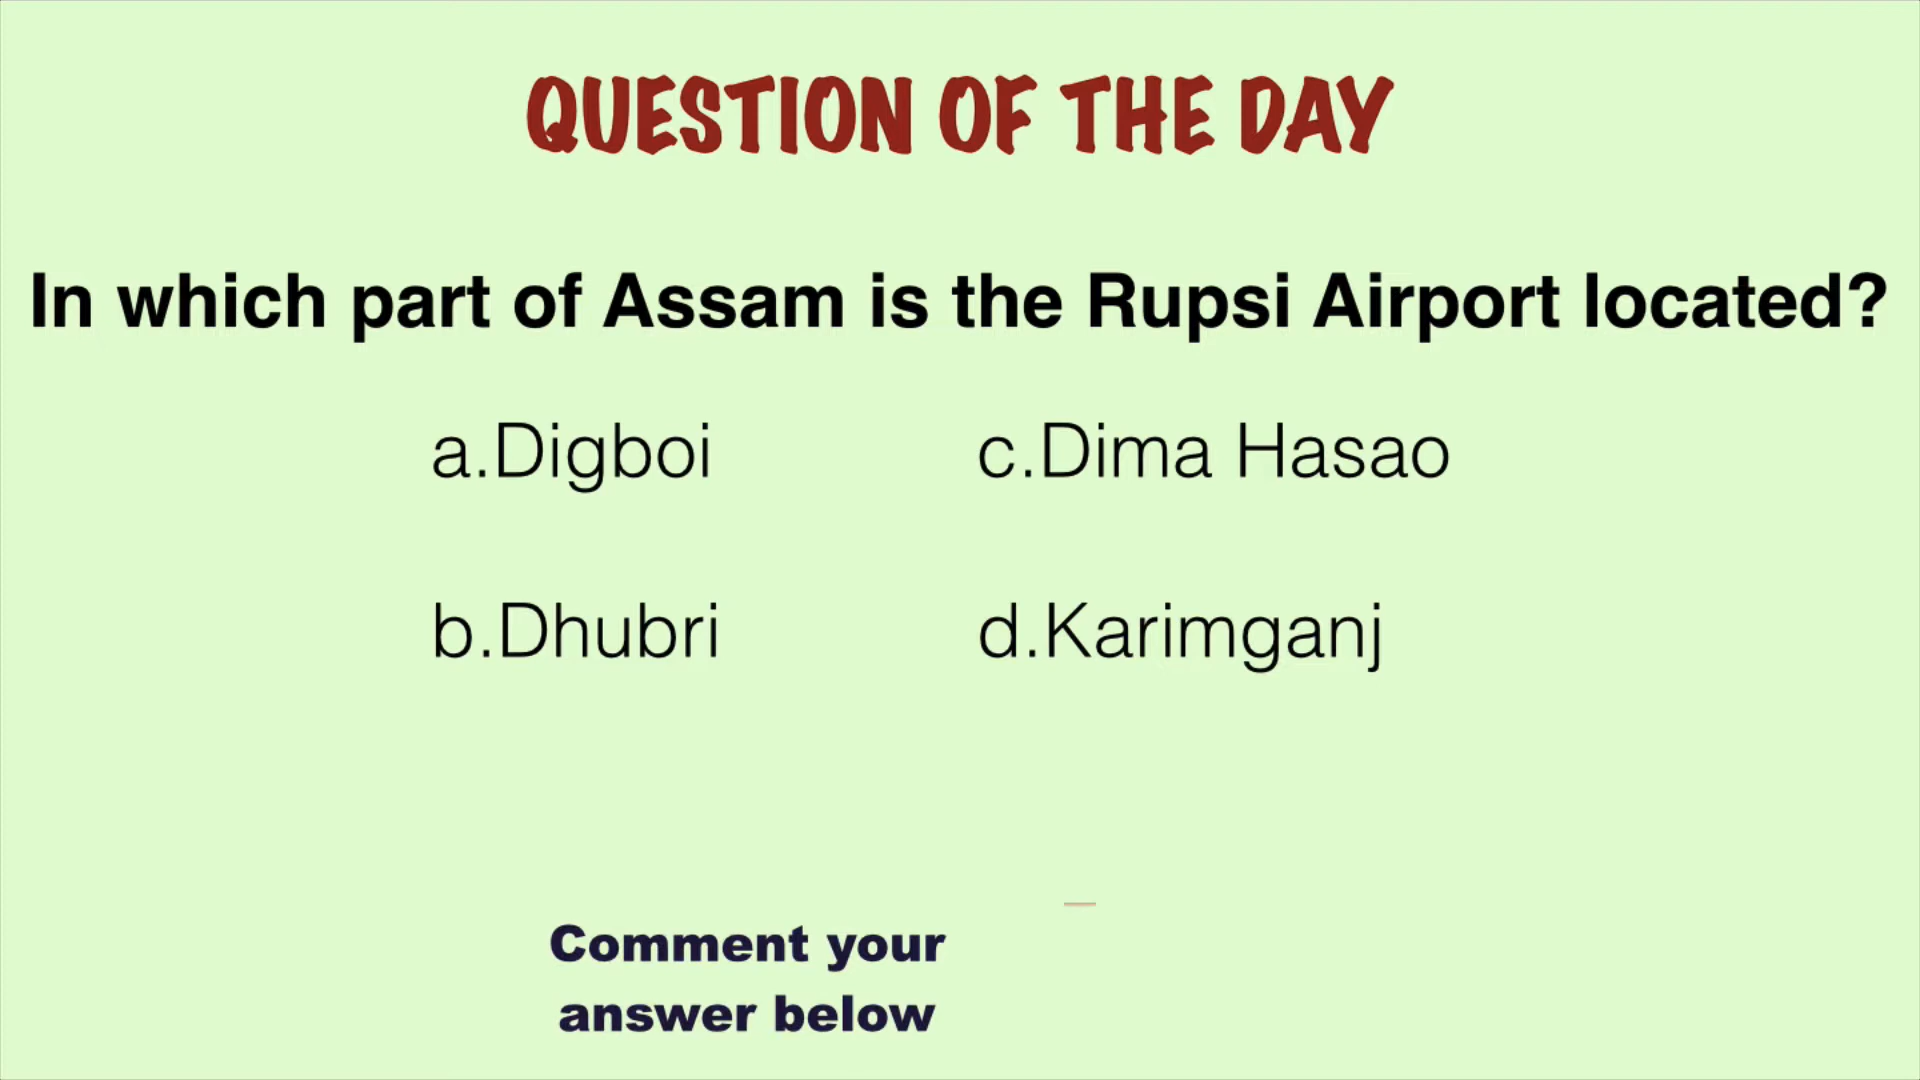 QUESTION OF THE DAY
In which part of Assam is the Rupsi Airport located?
a.Digboi
c.Dima Hasao
b.Dhubri
d.Karimganj
Comment your
answer below